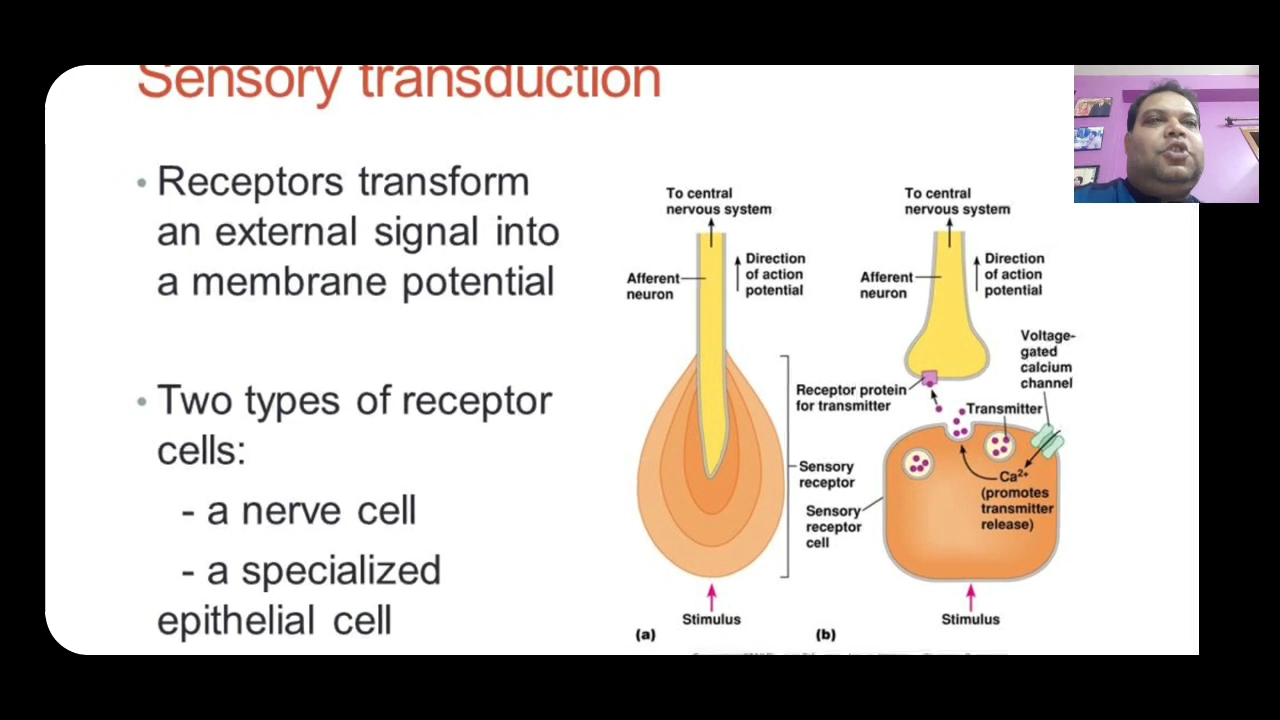 Sensory transduction
• Receptors transform
an external signal into
a membrane potential
• Two types of receptor
cells:
- a nerve cell
- a specialized
epithelial cell
To central
nervous system
Afferent
neuron
Direction
of action
potential
Sensory
receptor
Stimulus
(a)
To central
nervous system
Afferent
neuron
Direction
of action
potential
Voltage-
gated
calcium
channel
Receptor protein
for transmitter
Transmitter
Ca2+
(promotes
transmitter
release)
Sensory
receptor
cell
Stimulus
(b)